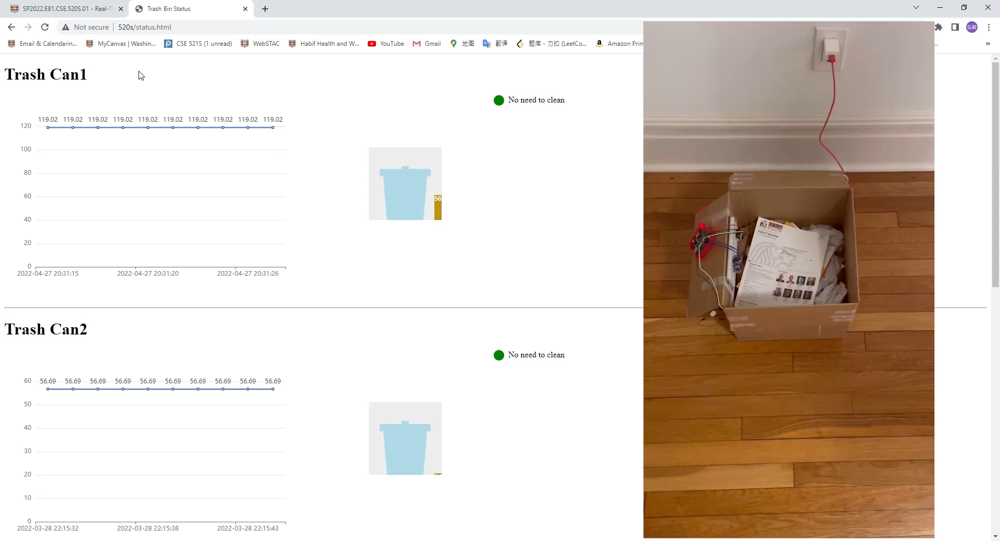 SP2022.E81.CSE.520S.01 - Real-T
Trash Bin Status
Not secure
520s/status.html
弘毅
Email & Calendarin...
MyCanvas | Washin...
CSE 521S (1 unread)
WebSTAC
Habif Health and W...
YouTube
Gmail
地图
翻译
题库 - 力扣 (LeetCo...
Amazon Prim
...
»
Trash Can1
No need to clean
119.02 119.02 119.02 119.02 119.02 119.02 119.02 119.02 119.02 119.02
120
100
80
60
40
20
0
2022-04-27 20:31:15 2022-04-27 20:31:20 2022-04-27 20:31:26
56
2022 Calendar
Trash Can2
No need to clean
56.69 56.69 56.69 56.69 56.69 56.69 56.69 56.69 56.69 56.69
60
50
40
30
20
10
0
2022-03-28 22:15:32 2022-03-28 22:15:38 2022-03-28 22:15:43